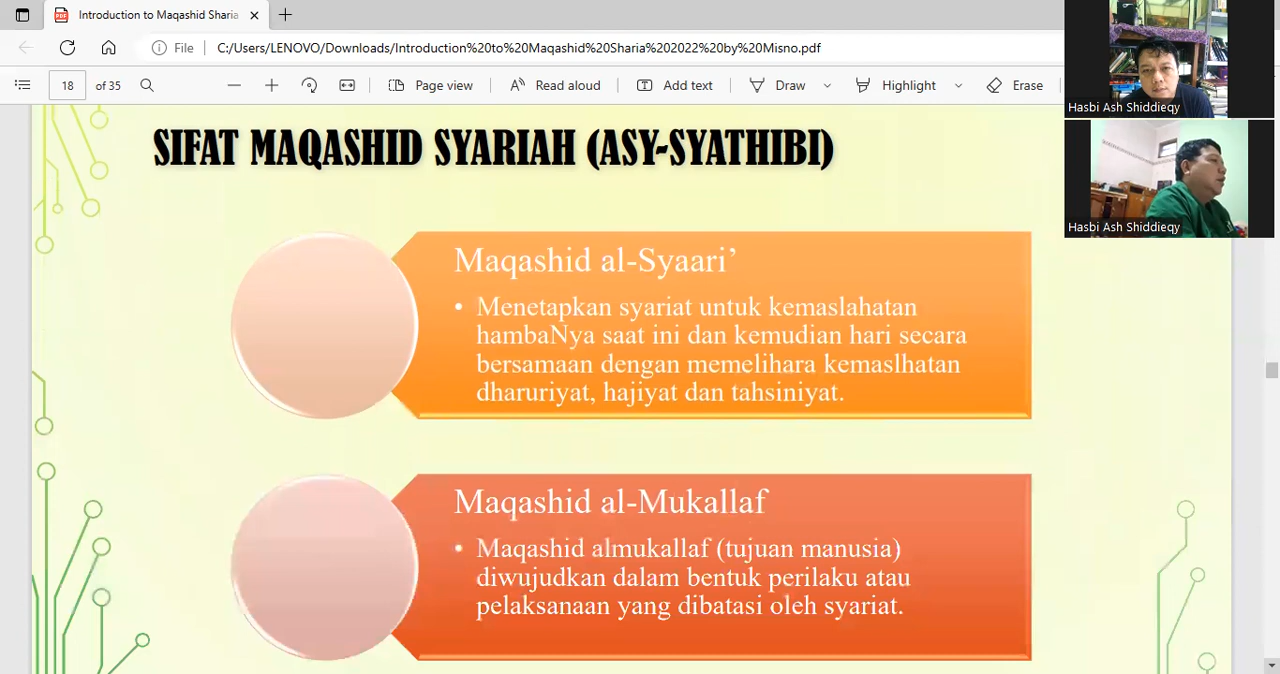 Introduction to Maqashid Sharia
File
C:/Users/LENOVO/Downloads/Introduction%20to%20Maqashid%20Sharia%202022%20by%20Misno.pdf
18 of 35
Page view
Read aloud
Add text
Draw
Highlight
Erase
Hasbi Ash Shiddieqy
Hasbi Ash Shiddieqy
SIFAT MAQASHID SYARIAH (ASY-SYATHIBI)
Maqashid al-Syaari’
• Menetapkan syariat untuk kemaslahatan
hambaNya saat ini dan kemudian hari secara
bersamaan dengan memelihara kemaslhatan
dharuriyat, hajiyat dan tahsiniyat.
Maqashid al-Mukallaf
• Maqashid almukallaf (tujuan manusia)
diwujudkan dalam bentuk perilaku atau
pelaksanaan yang dibatasi oleh syariat.